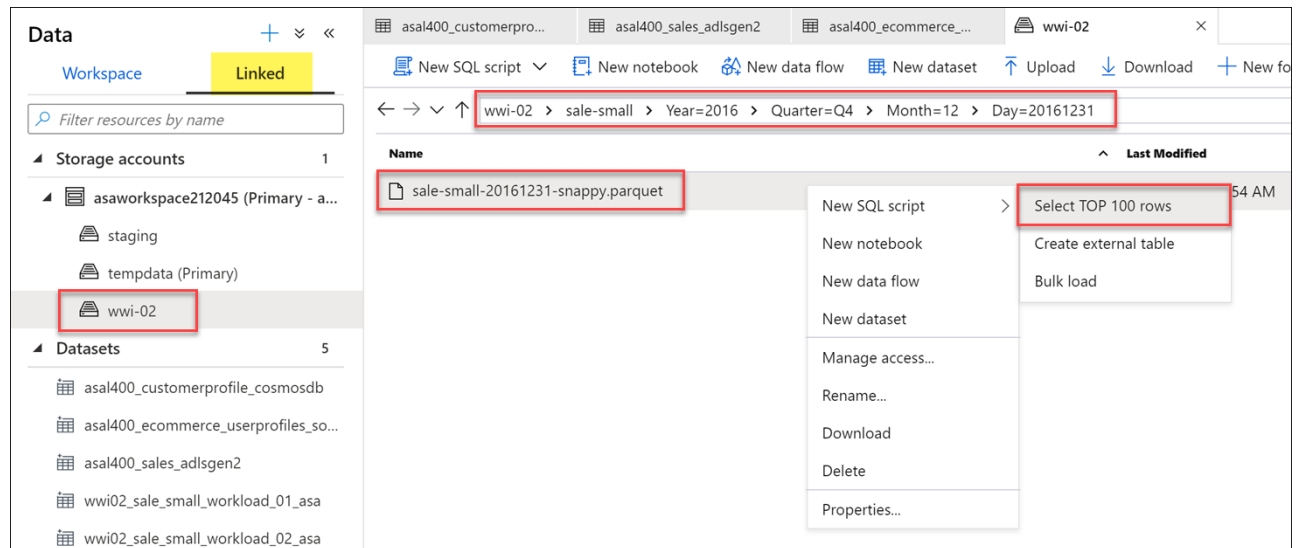 Data
Workspace
Linked
Filter resources by name
Storage accounts 1
asaworkspace212045 (Primary - a...
staging
tempdata (Primary)
wwi-02
Datasets 5
asal400_customerprofile_cosmosdb
asal400_ecommerce_userprofiles_so...
asal400_sales_adlsgen2
wwi02_sale_small_workload_01_asa
wwi02_sale_small_workload_02_asa
asal400_customerpro...
asal400_sales_adlsgen2
asal400_ecommerce_...
wwi-02
New SQL script
New notebook
New data flow
New dataset
Upload
Download
New fo
wwi-02 > sale-small > Year=2016 > Quarter=Q4 > Month=12 > Day=20161231
Name
Last Modified
sale-small-20161231-snappy.parquet
54 AM
New SQL script
New notebook
New data flow
New dataset
Manage access...
Rename...
Download
Delete
Properties...
Select TOP 100 rows
Create external table
Bulk load